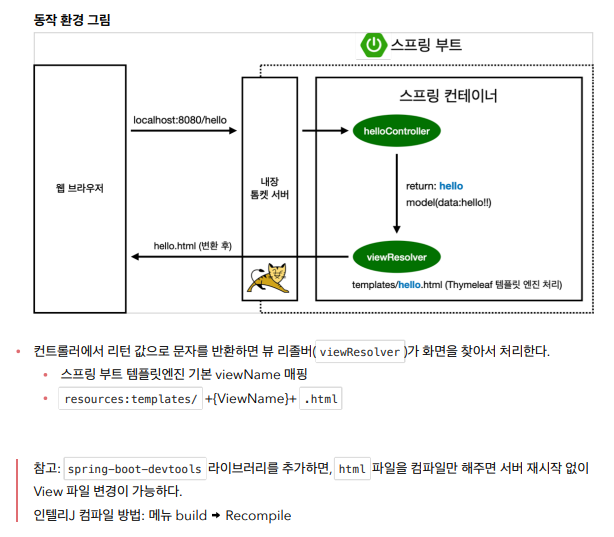 동작 환경 그림
스프링 부트
스프링 컨테이너
localhost:8080/hello
helloController
웹 브라우저
내장
톰켓 서버
return: hello
model(data:hello!!)
hello.html (변환 후)
viewResolver
templates/hello.html (Thymeleaf 템플릿 엔진 처리)
• 컨트롤러에서 리턴 값으로 문자를 반환하면 뷰 리졸버( viewResolver )가 화면을 찾아서 처리한다.
• 스프링 부트 템플릿엔진 기본 viewName 매핑
• resources:templates/ +{ViewName}+ .html
참고: spring-boot-devtools 라이브러리를 추가하면, html 파일을 컴파일만 해주면 서버 재시작 없이
View 파일 변경이 가능하다.
인텔리J 컴파일 방법: 메뉴 build → Recompile